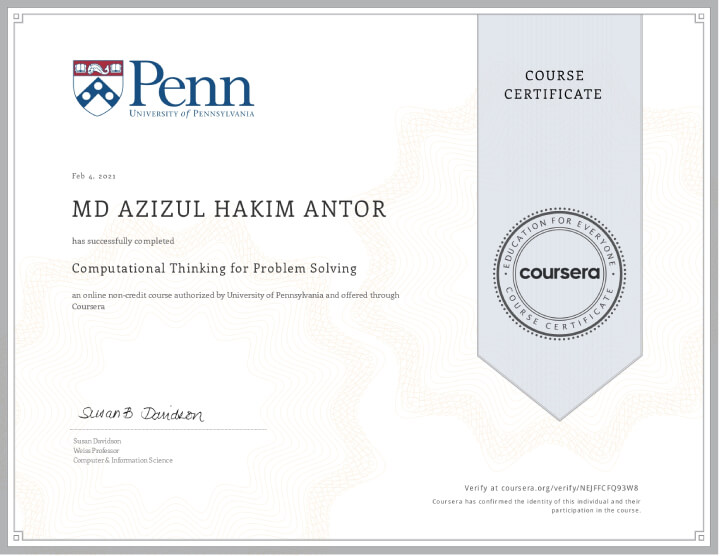 Penn
UNIVERSITY of PENNSYLVANIA
COURSE
CERTIFICATE
Feb 4, 2021
MD AZIZUL HAKIM ANTOR
has successfully completed
Computational Thinking for Problem Solving
an online non-credit course authorized by University of Pennsylvania and offered through
Coursera
EDUCATION FOR EVERYONE
coursera
COURSE CERTIFICATE
Susan B Davidson
Susan Davidson
Weiss Professor
Computer & Information Science
Verify at coursera.org/verify/NEJFFCFQ93W8
Coursera has confirmed the identity of this individual and their
participation in the course.